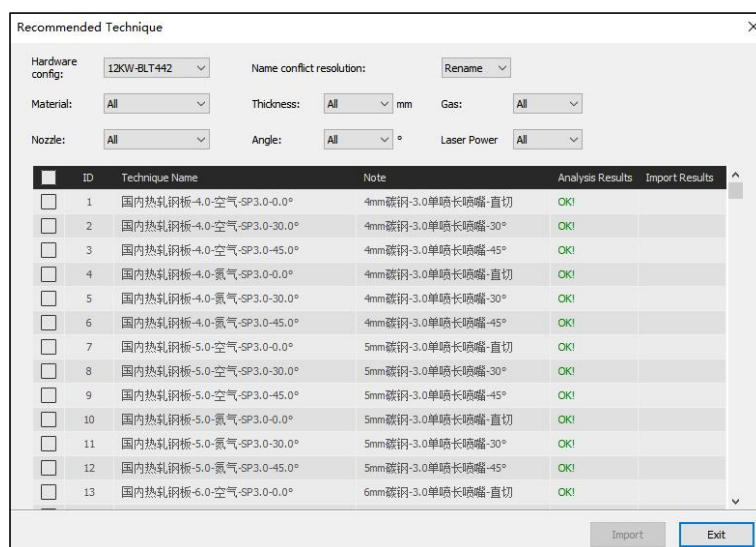 Recommended Technique
Hardware config: 12KW-BLT442 Name conflict resolution: Rename
Material: All Thickness: All mm Gas: All
Nozzle: All Angle: All ° Laser Power All
ID Technique Name Note Analysis Results Import Results
1 国内热轧钢板-4.0-空气-SP3.0-0.0° 4mm碳钢-3.0单喷长喷嘴-直切 OK!
2 国内热轧钢板-4.0-空气-SP3.0-30.0° 4mm碳钢-3.0单喷长喷嘴-30° OK!
3 国内热轧钢板-4.0-空气-SP3.0-45.0° 4mm碳钢-3.0单喷长喷嘴-45° OK!
4 国内热轧钢板-4.0-氮气-SP3.0-0.0° 4mm碳钢-3.0单喷长喷嘴-直切 OK!
5 国内热轧钢板-4.0-氮气-SP3.0-30.0° 4mm碳钢-3.0单喷长喷嘴-30° OK!
6 国内热轧钢板-4.0-氮气-SP3.0-45.0° 4mm碳钢-3.0单喷长喷嘴-45° OK!
7 国内热轧钢板-5.0-空气-SP3.0-0.0° 5mm碳钢-3.0单喷长喷嘴-直切 OK!
8 国内热轧钢板-5.0-空气-SP3.0-30.0° 5mm碳钢-3.0单喷长喷嘴-30° OK!
9 国内热轧钢板-5.0-空气-SP3.0-45.0° 5mm碳钢-3.0单喷长喷嘴-45° OK!
10 国内热轧钢板-5.0-氮气-SP3.0-0.0° 5mm碳钢-3.0单喷长喷嘴-直切 OK!
11 国内热轧钢板-5.0-氮气-SP3.0-30.0° 5mm碳钢-3.0单喷长喷嘴-30° OK!
12 国内热轧钢板-5.0-氮气-SP3.0-45.0° 5mm碳钢-3.0单喷长喷嘴-45° OK!
13 国内热轧钢板-6.0-空气-SP3.0-0.0° 6mm碳钢-3.0单喷长喷嘴-直切 OK!
Import Exit